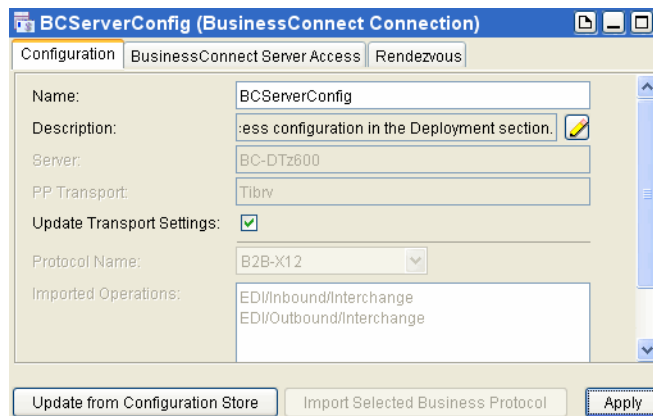 BCServerConfig (BusinessConnect Connection)
Configuration BusinessConnect Server Access Rendezvous
Name: BCServerConfig
Description: :ess configuration in the Deployment section.
Server: BC-DTz600
PP Transport: Tibrv
Update Transport Settings:
Protocol Name: B2B-X12
Imported Operations: EDI/Inbound/Interchange
EDI/Outbound/Interchange
Update from Configuration Store Import Selected Business Protocol Apply